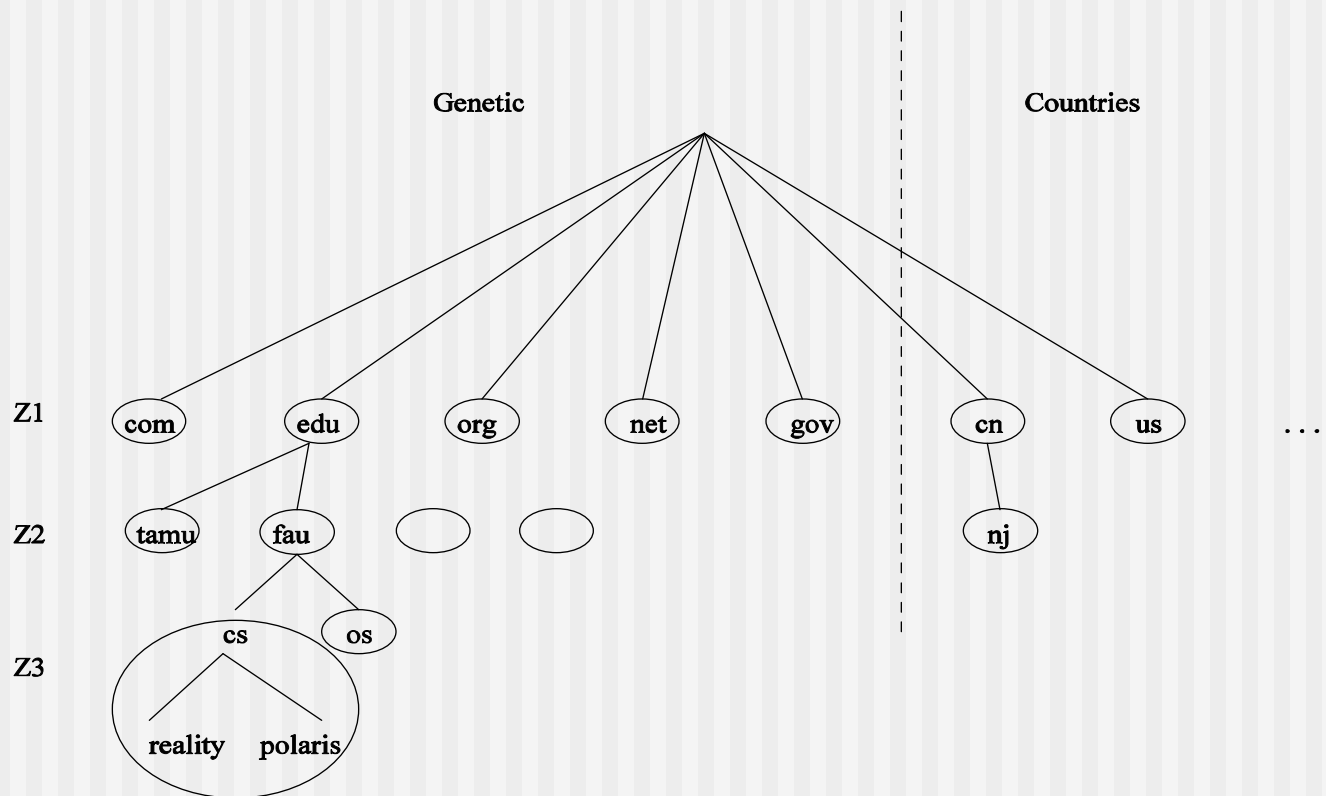 Genetic Countries
Z1 com edu org net gov cn us ...
Z2 tamu fau nj
cs os
Z3
reality polaris